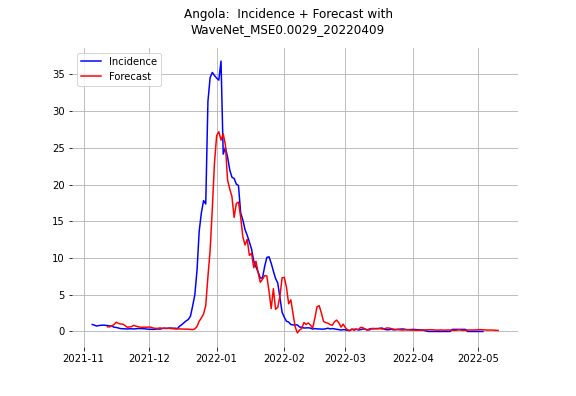 Angola:  Incidence + Forecast with
WaveNet_MSE0.0029_20220409
Incidence
Forecast
35
30
25
20
15
10
5
0
2021-11 2021-12 2022-01 2022-02 2022-03 2022-04 2022-05